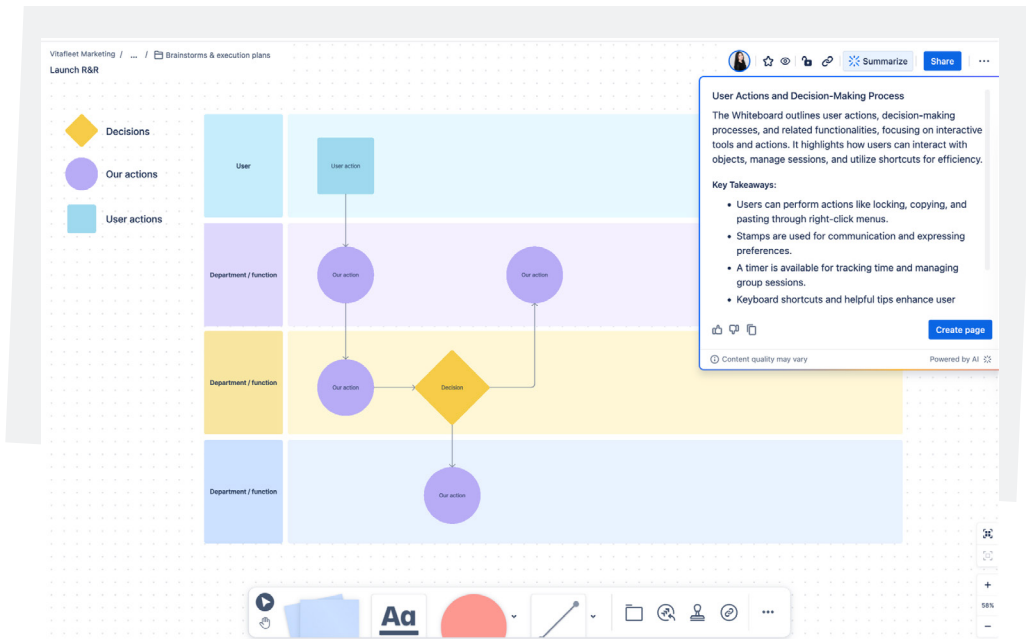 Vitafleet Marketing / ... / Brainstorms & execution plans
Launch R&R
Summarize
Share
Decisions
Our actions
User actions
User
User action
Department / function
Our action
Our action
Department / function
Our action
Decision
Department / function
Our action
User Actions and Decision-Making Process
The Whiteboard outlines user actions, decision-making
processes, and related functionalities, focusing on interactive
tools and actions. It highlights how users can interact with
objects, manage sessions, and utilize shortcuts for efficiency.
Key Takeaways:
• Users can perform actions like locking, copying, and
pasting through right-click menus.
• Stamps are used for communication and expressing
preferences.
• A timer is available for tracking time and managing
group sessions.
• Keyboard shortcuts and helpful tips enhance user
Create page
Content quality may vary
Powered by AI
Aa
58%